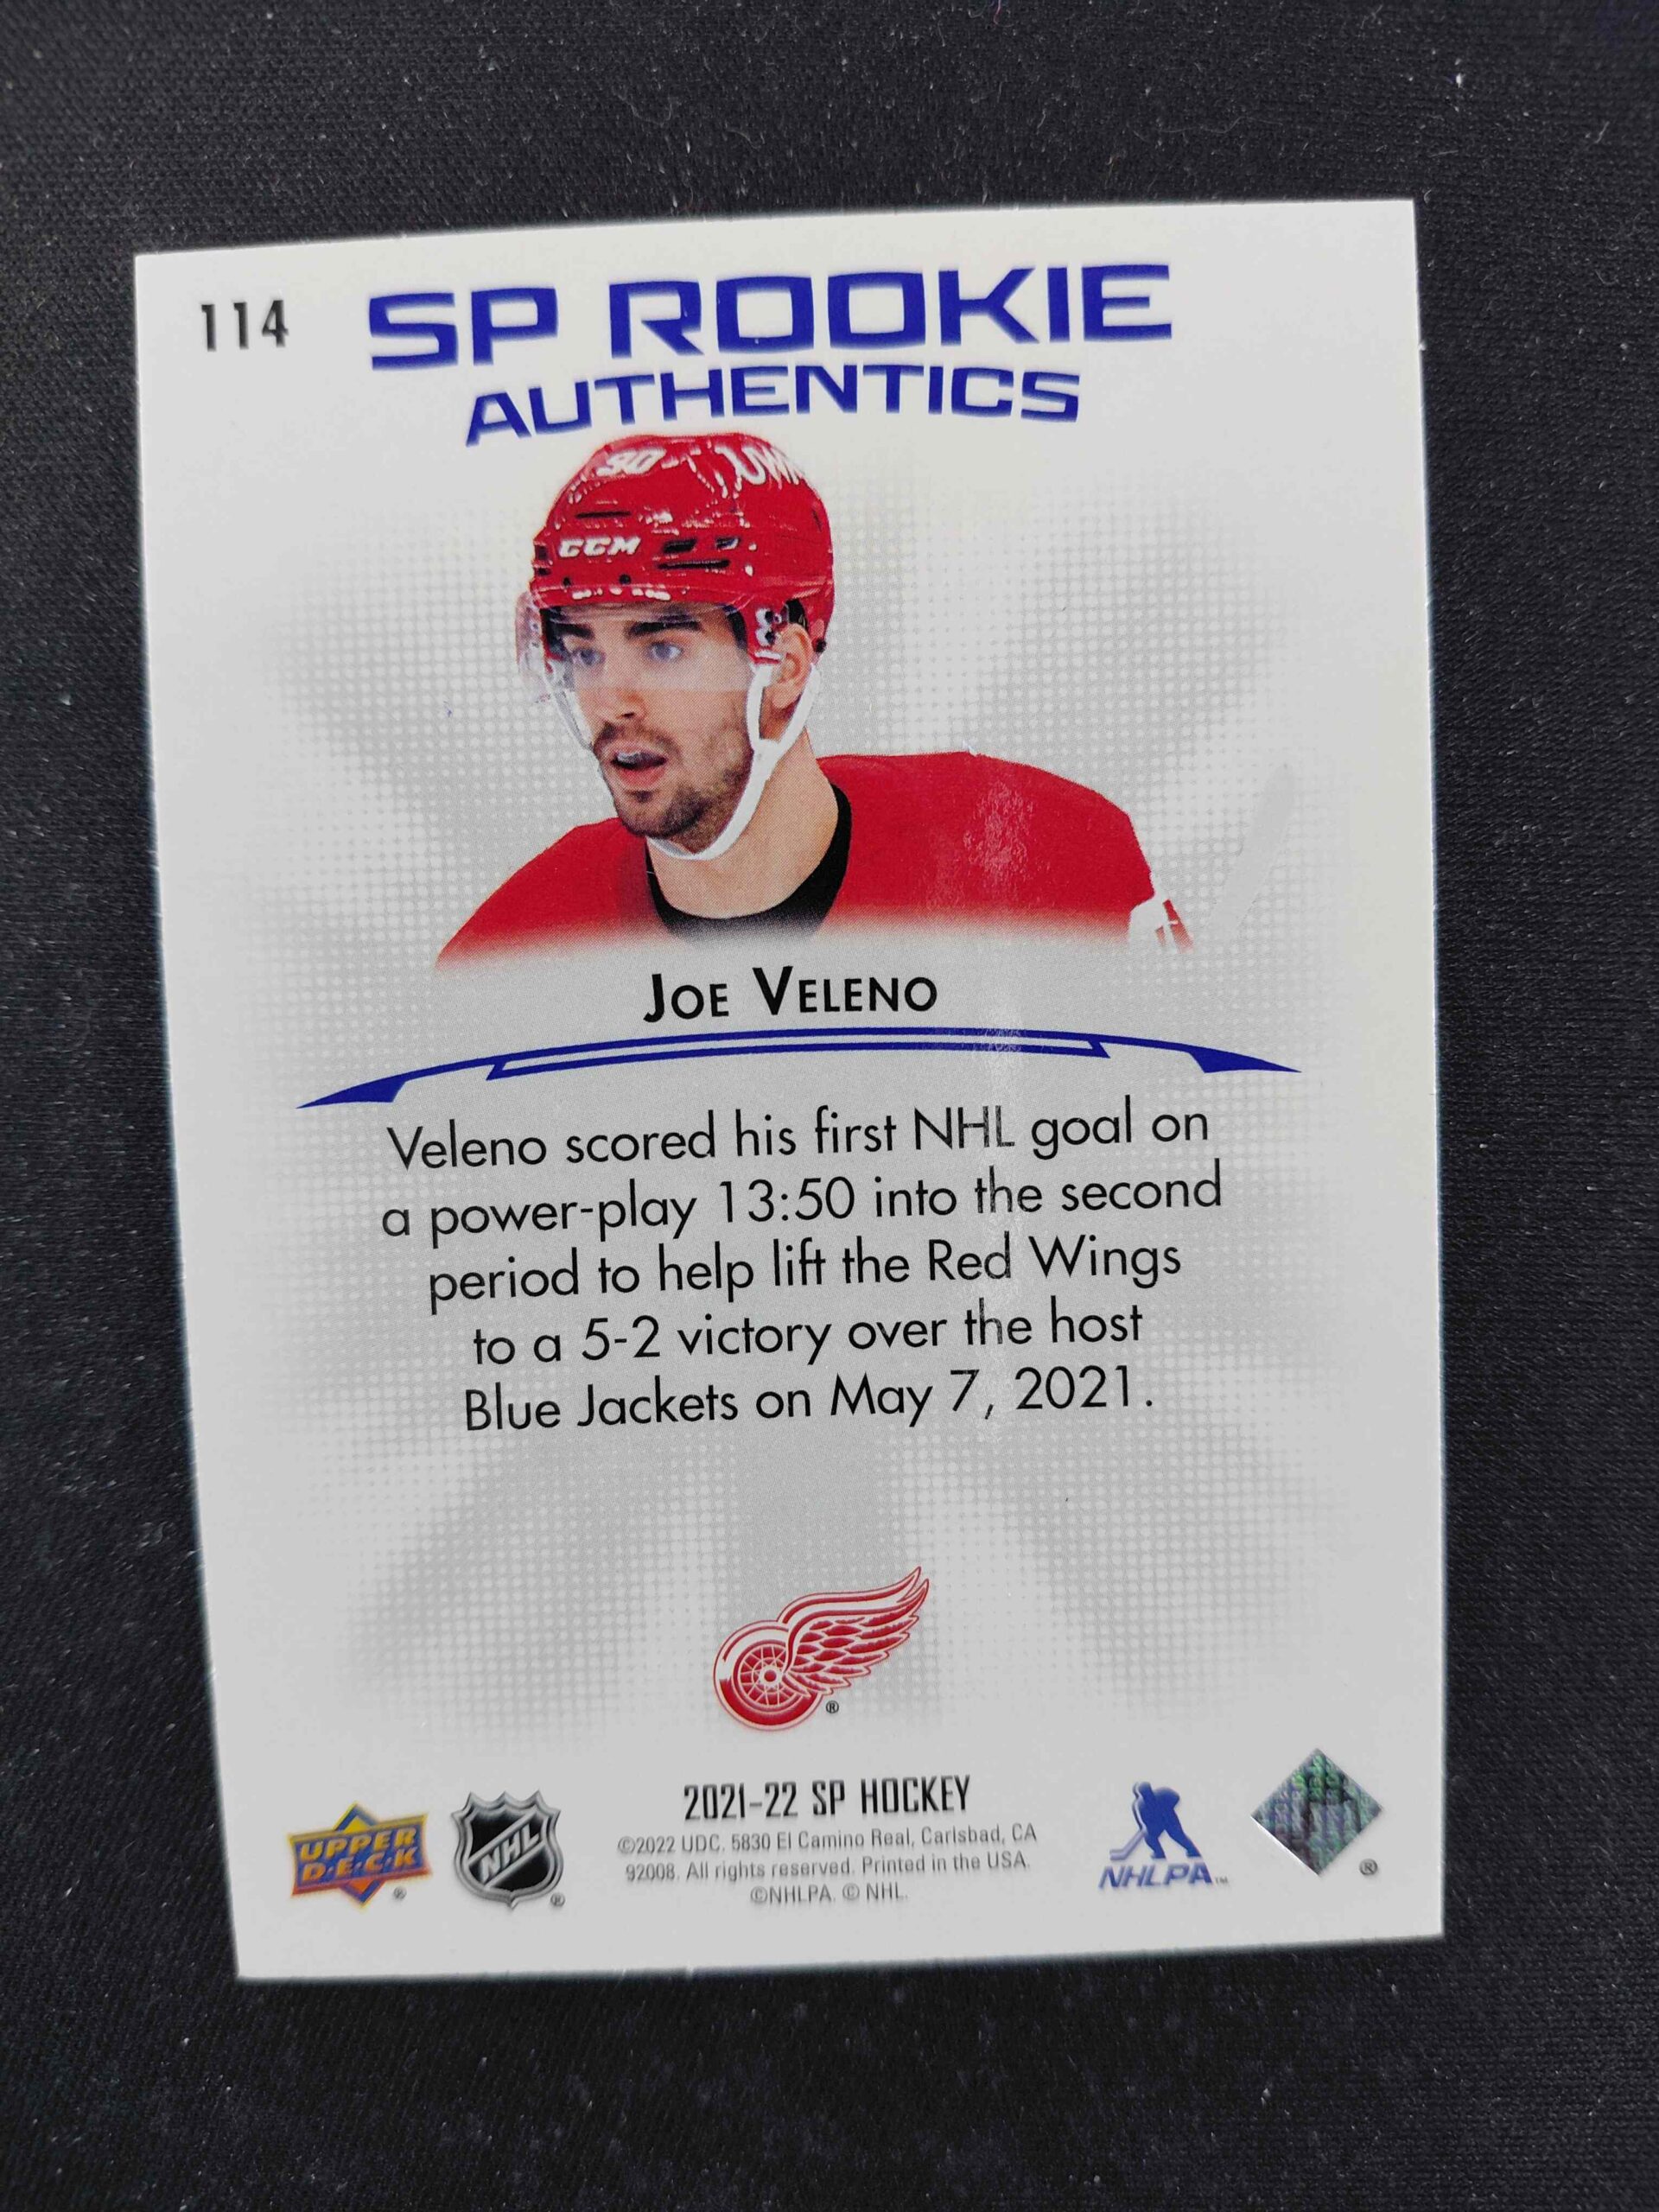 114
SP ROOKIE
AUTHENTICS
90
CCM
JOE VELENO
Veleno scored his first NHL goal on
a power-play 13:50 into the second
period to help lift the Red Wings
to a 5-2 victory over the host
Blue Jackets on May 7, 2021.
®
2021-22 SP HOCKEY
©2022 UDC. 5830 El Camino Real, Carlsbad, CA
92008. All rights reserved. Printed in the USA.
©NHLPA. © NHL.
UPPER
D·E·C·K
®
NHL
®
NHLPA™
®